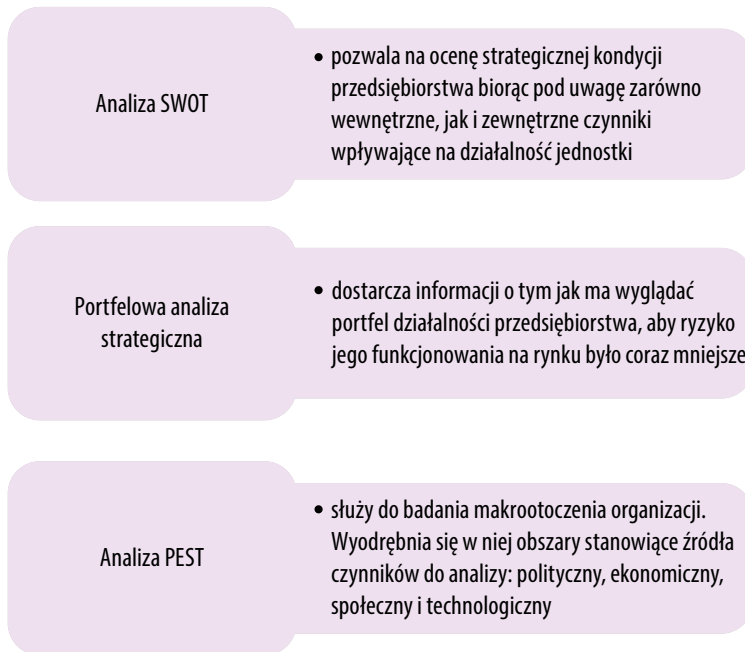 Analiza SWOT
• pozwala na ocenę strategicznej kondycji
przedsiębiorstwa biorąc pod uwagę zarówno
wewnętrzne, jak i zewnętrzne czynniki
wpływające na działalność jednostki
Portfelowa analiza
strategiczna
• dostarcza informacji o tym jak ma wyglądać
portfel działalności przedsiębiorstwa, aby ryzyko
jego funkcjonowania na rynku było coraz mniejsze
Analiza PEST
• służy do badania makrootoczenia organizacji.
Wyodrębnia się w niej obszary stanowiące źródła
czynników do analizy: polityczny, ekonomiczny,
społeczny i technologiczny